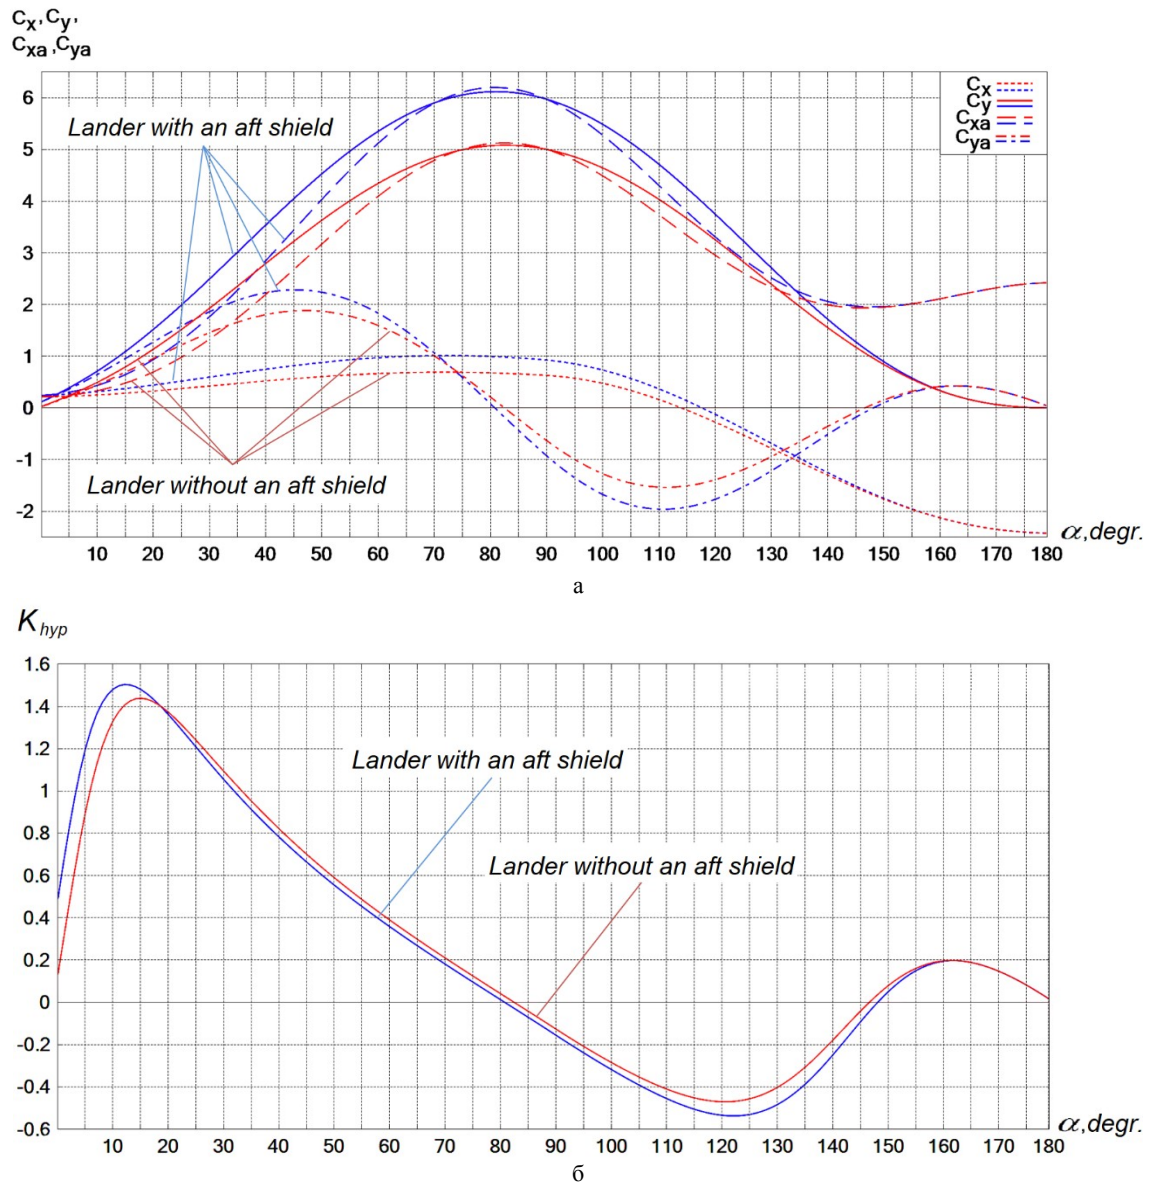 Cx, Cy,
Cxa, Cya
6
5
4
3
2
1
0
-1
-2
Lander with an aft shield
Lander without an aft shield
Cx
Cy
Cxa
Cya
10 20 30 40 50 60 70 80 90 100 110 120 130 140 150 160 170 180
α, degr.
а
K hyp
1.6
1.4
1.2
1
0.8
0.6
0.4
0.2
0
-0.2
-0.4
-0.6
Lander with an aft shield
Lander without an aft shield
10 20 30 40 50 60 70 80 90 100 110 120 130 140 150 160 170 180
α, degr.
б